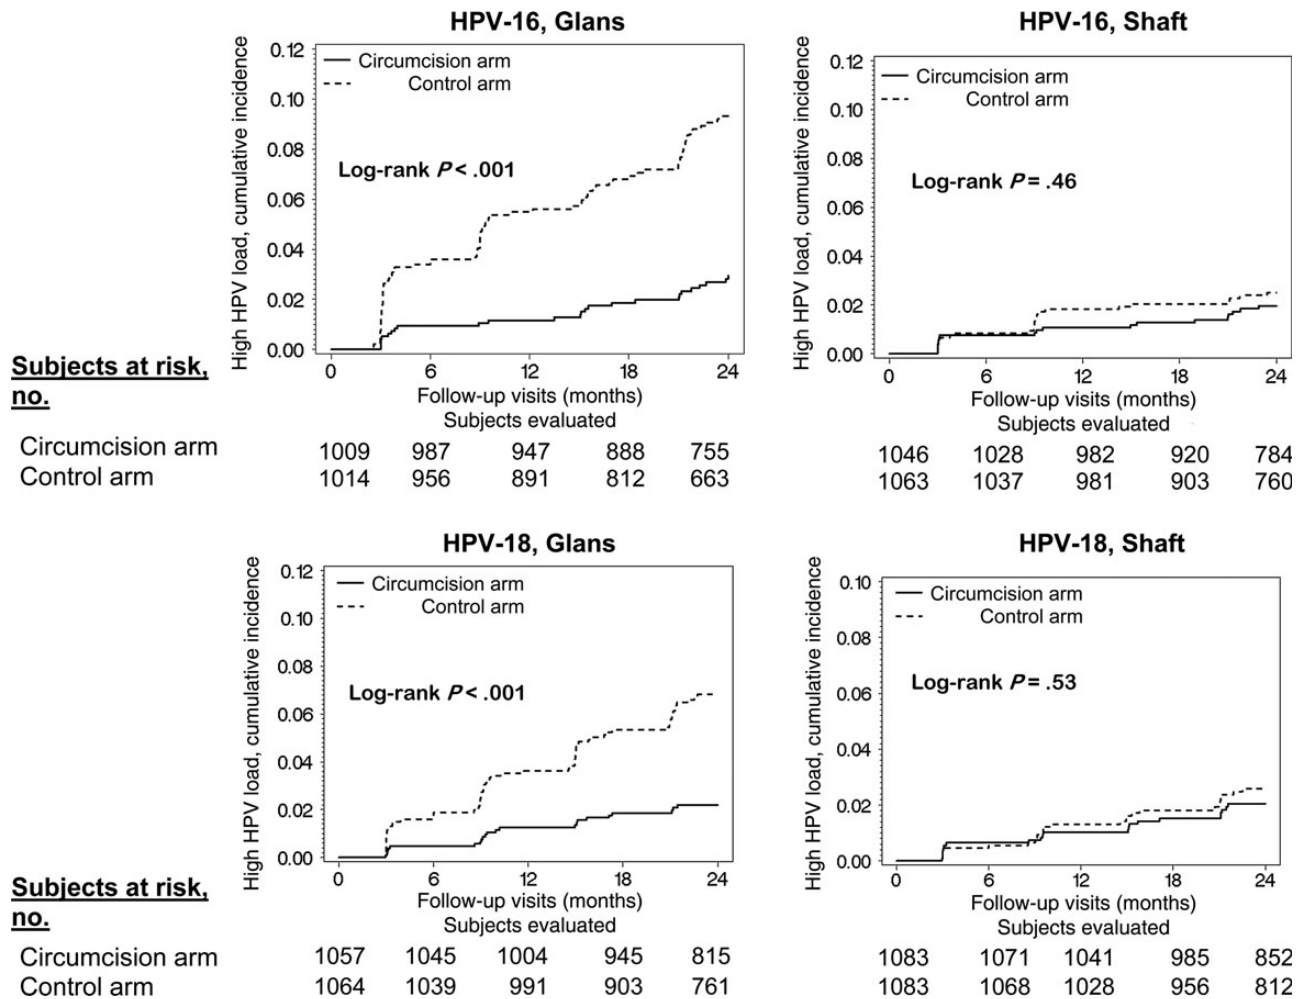 HPV-16, Glans
High HPV load, cumulative incidence
0.12
0.10
0.08
0.06
0.04
0.02
0.00
Circumcision arm
Control arm
Log-rank P < .001
0 6 12 18 24
Follow-up visits (months)
Subjects evaluated
HPV-16, Shaft
High HPV load, cumulative incidence
0.12
0.10
0.08
0.06
0.04
0.02
0.00
Circumcision arm
Control arm
Log-rank P = .46
0 6 12 18 24
Follow-up visits (months)
Subjects evaluated
Subjects at risk,
no.
Circumcision arm 1009 987 947 888 755 1046 1028 982 920 784
Control arm 1014 956 891 812 663 1063 1037 981 903 760
HPV-18, Glans
High HPV load, cumulative incidence
0.12
0.10
0.08
0.06
0.04
0.02
0.00
Circumcision arm
Control arm
Log-rank P < .001
0 6 12 18 24
Follow-up visits (months)
Subjects evaluated
HPV-18, Shaft
High HPV load, cumulative incidence
0.10
0.08
0.06
0.04
0.02
0.00
Circumcision arm
Control arm
Log-rank P = .53
0 6 12 18 24
Follow-up visits (months)
Subjects evaluated
Subjects at risk,
no.
Circumcision arm 1057 1045 1004 945 815 1083 1071 1041 985 852
Control arm 1064 1039 991 903 761 1083 1068 1028 956 812